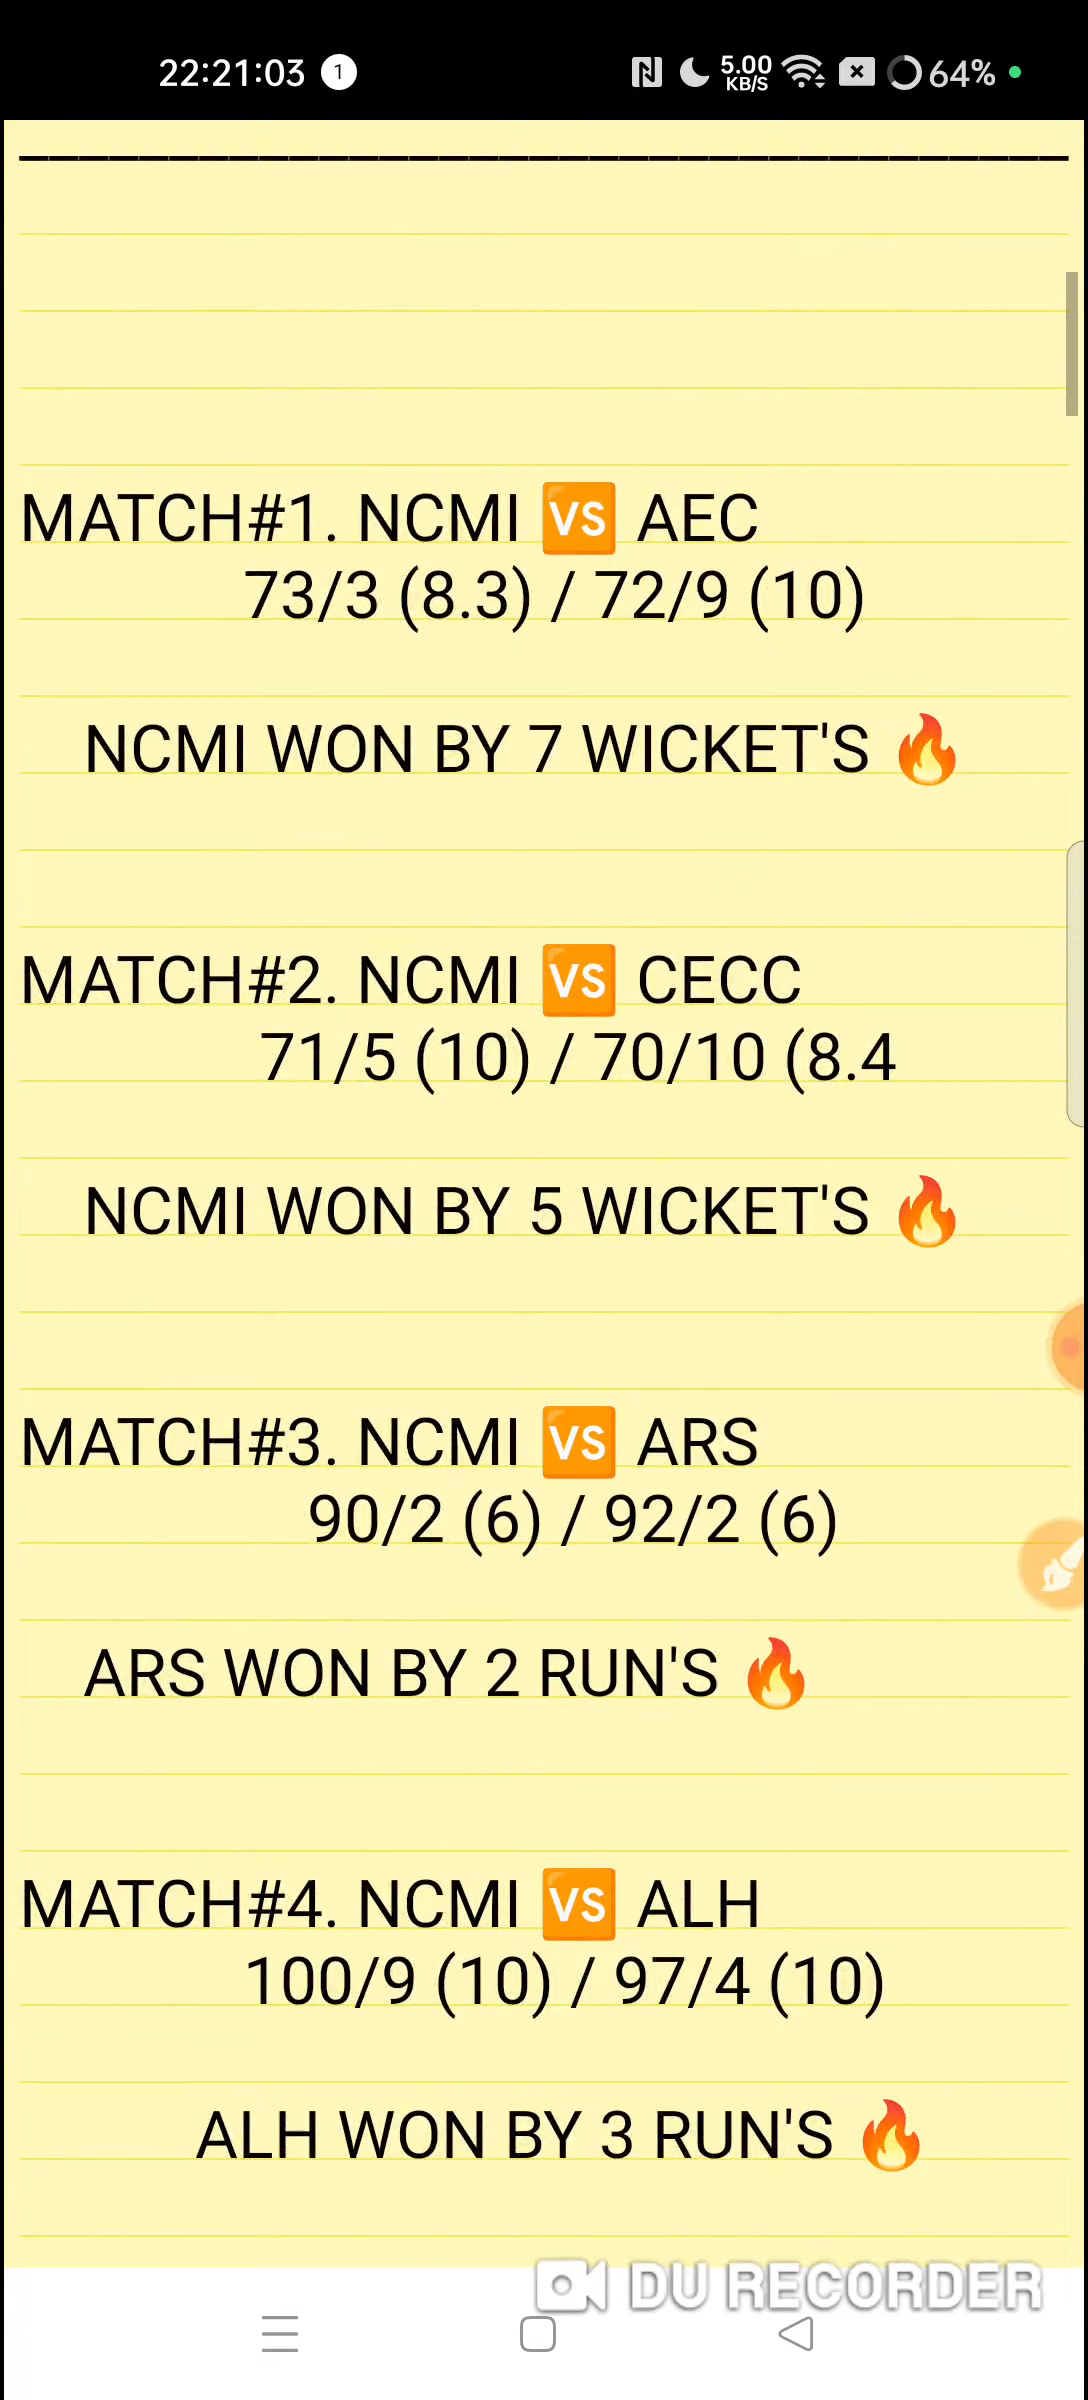 22:21:03 1 5.00 KB/S 64%
MATCH#1. NCMI 🆚 AEC
73/3 (8.3) / 72/9 (10)
NCMI WON BY 7 WICKET'S 🔥
MATCH#2. NCMI 🆚 CECC
71/5 (10) / 70/10 (8.4
NCMI WON BY 5 WICKET'S 🔥
MATCH#3. NCMI 🆚 ARS
90/2 (6) / 92/2 (6)
ARS WON BY 2 RUN'S 🔥
MATCH#4. NCMI 🆚 ALH
100/9 (10) / 97/4 (10)
ALH WON BY 3 RUN'S 🔥
DU RECORDER